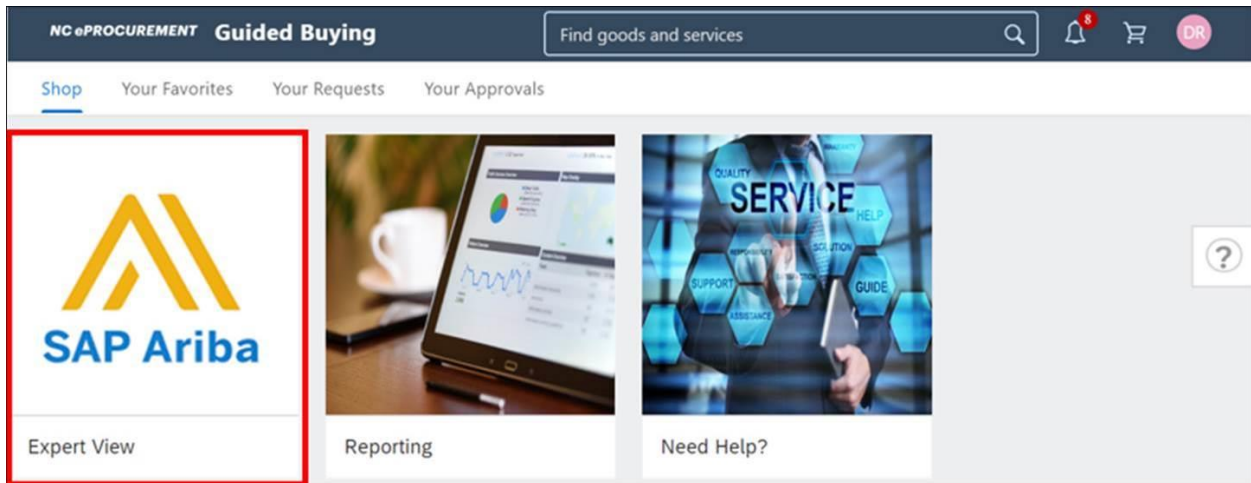 NC ePROCUREMENT Guided Buying
Find goods and services
8
DR
Shop Your Favorites Your Requests Your Approvals
SAP Ariba
Expert View
Reporting
QUALITY
SERVICE
HELP
SOLUTION
SUPPORT
GUIDE
ASSISTANCE
Need Help?
?